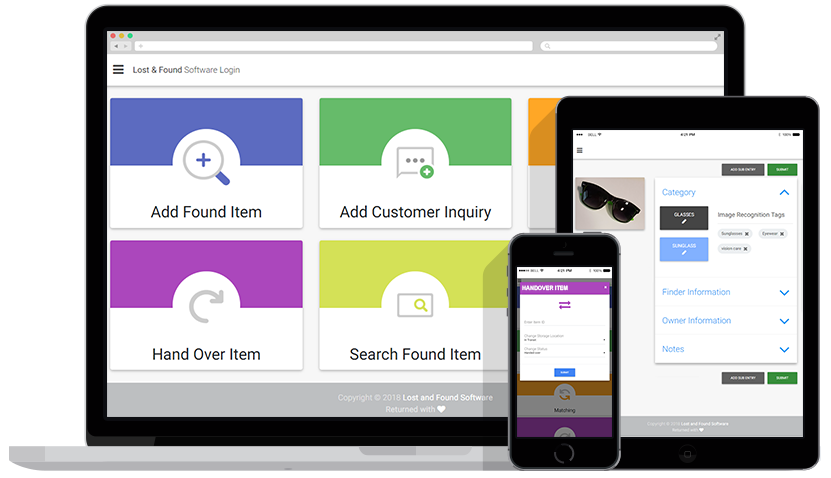 Lost & Found Software Login
Add Found Item
Add Customer Inquiry
Hand Over Item
Search Found Item
Copyright © 2018 Lost and Found Software
Returned with
BELL
4:21 PM
100%
ADD SUB ENTRY
SUBMIT
Category
GLASSES
SUNGLASS
Image Recognition Tags
Sunglasses ×
Eyewear ×
vision care ×
Finder Information
Owner Information
Notes
ADD SUB ENTRY
SUBMIT
Copyright © 2018 Lost and Found Software
Returned with
BELL
4:21 PM
100%
HANDOVER ITEM
×
Enter Item ID
Change Storage Location
In Transit
Change Status
Handed over
SUBMIT
Matching